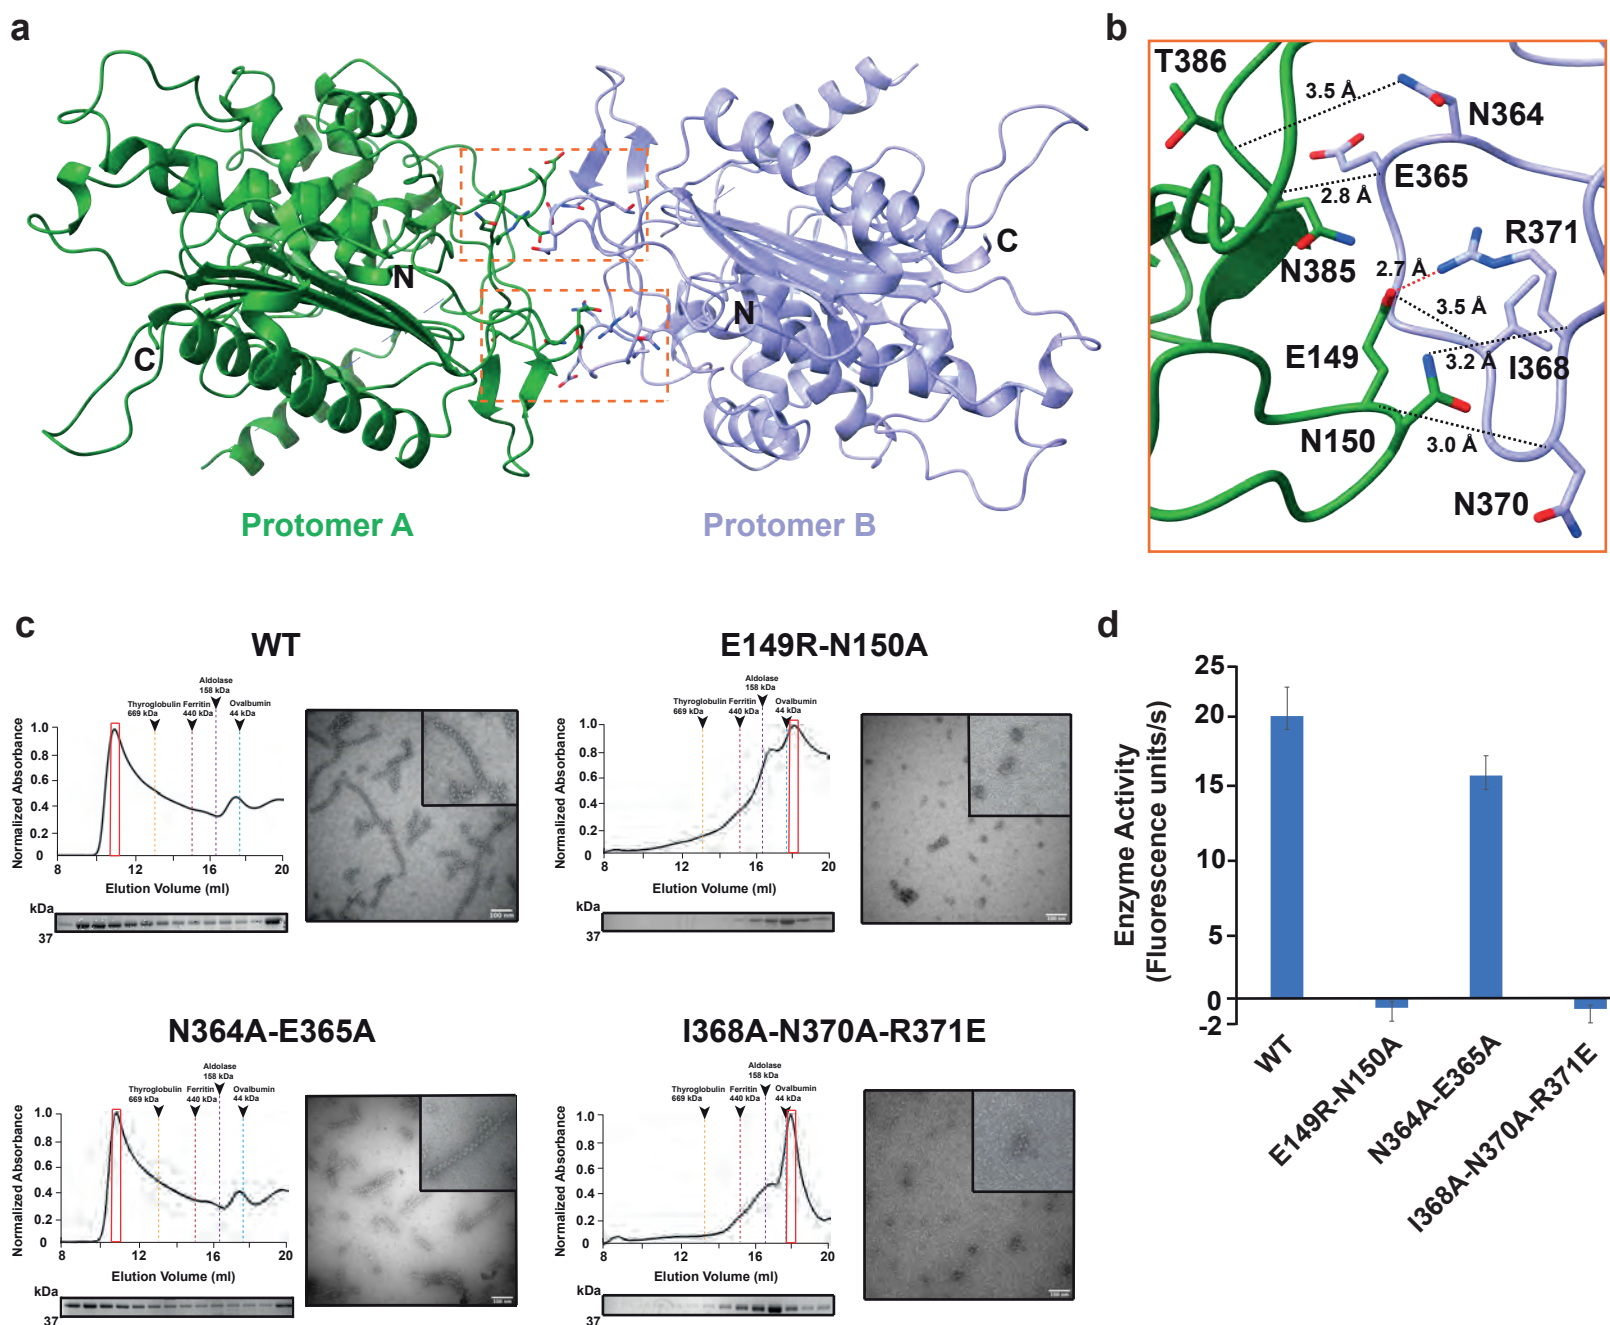 a
N
C
N
C
Protomer A
Protomer B
b
T386
3.5 Å
N364
E365
2.8 Å
R371
N385
2.7 Å
3.5 Å
E149
3.2 Å
I368
N150
3.0 Å
N370
c
WT
Aldolase
158 kDa
Thyroglobulin
669 kDa
Ferritin
440 kDa
Ovalbumin
44 kDa
Normalized Absorbance
1.0
0.8
0.6
0.4
0.2
0
8
12
16
20
Elution Volume (ml)
kDa
37
100 nm
E149R-N150A
Aldolase
158 kDa
Thyroglobulin
669 kDa
Ferritin
440 kDa
Ovalbumin
44 kDa
Normalized Absorbance
1.0
0.8
0.6
0.4
0.2
0
8
12
16
20
Elution Volume (ml)
kDa
37
100 nm
N364A-E365A
Aldolase
158 kDa
Thyroglobulin
669 kDa
Ferritin
440 kDa
Ovalbumin
44 kDa
Normalized Absorbance
1.0
0.8
0.6
0.4
0.2
0
8
12
16
20
Elution Volume (ml)
kDa
37
100 nm
I368A-N370A-R371E
Aldolase
158 kDa
Thyroglobulin
669 kDa
Ferritin
440 kDa
Ovalbumin
44 kDa
Normalized Absorbance
1.0
0.8
0.6
0.4
0.2
0
8
12
16
20
Elution Volume (ml)
kDa
37
100 nm
d
Enzyme Activity
(Fluorescence units/s)
25
20
15
10
5
0
-2
WT
E149R-N150A
N364A-E365A
I368A-N370A-R371E